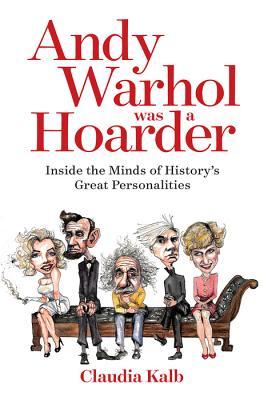 Andy
Warhol
was a
Hoarder
Inside the Minds of History's
Great Personalities
Claudia Kalb